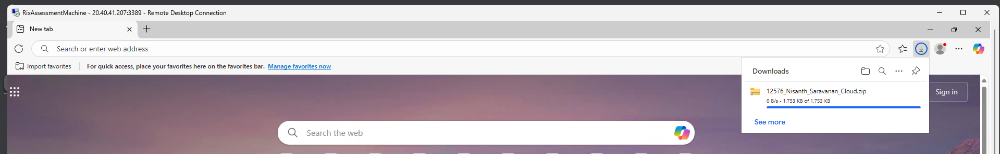 RixAssessmentMachine - 20.40.41.207:3389 - Remote Desktop Connection
New tab
Search or enter web address
Import favorites
For quick access, place your favorites here on the favorites bar. Manage favorites now
Downloads
12576_Nisanth_Saravanan_Cloud.zip
0 B/s - 1,753 KB of 1,753 KB
See more
Sign in
Search the web